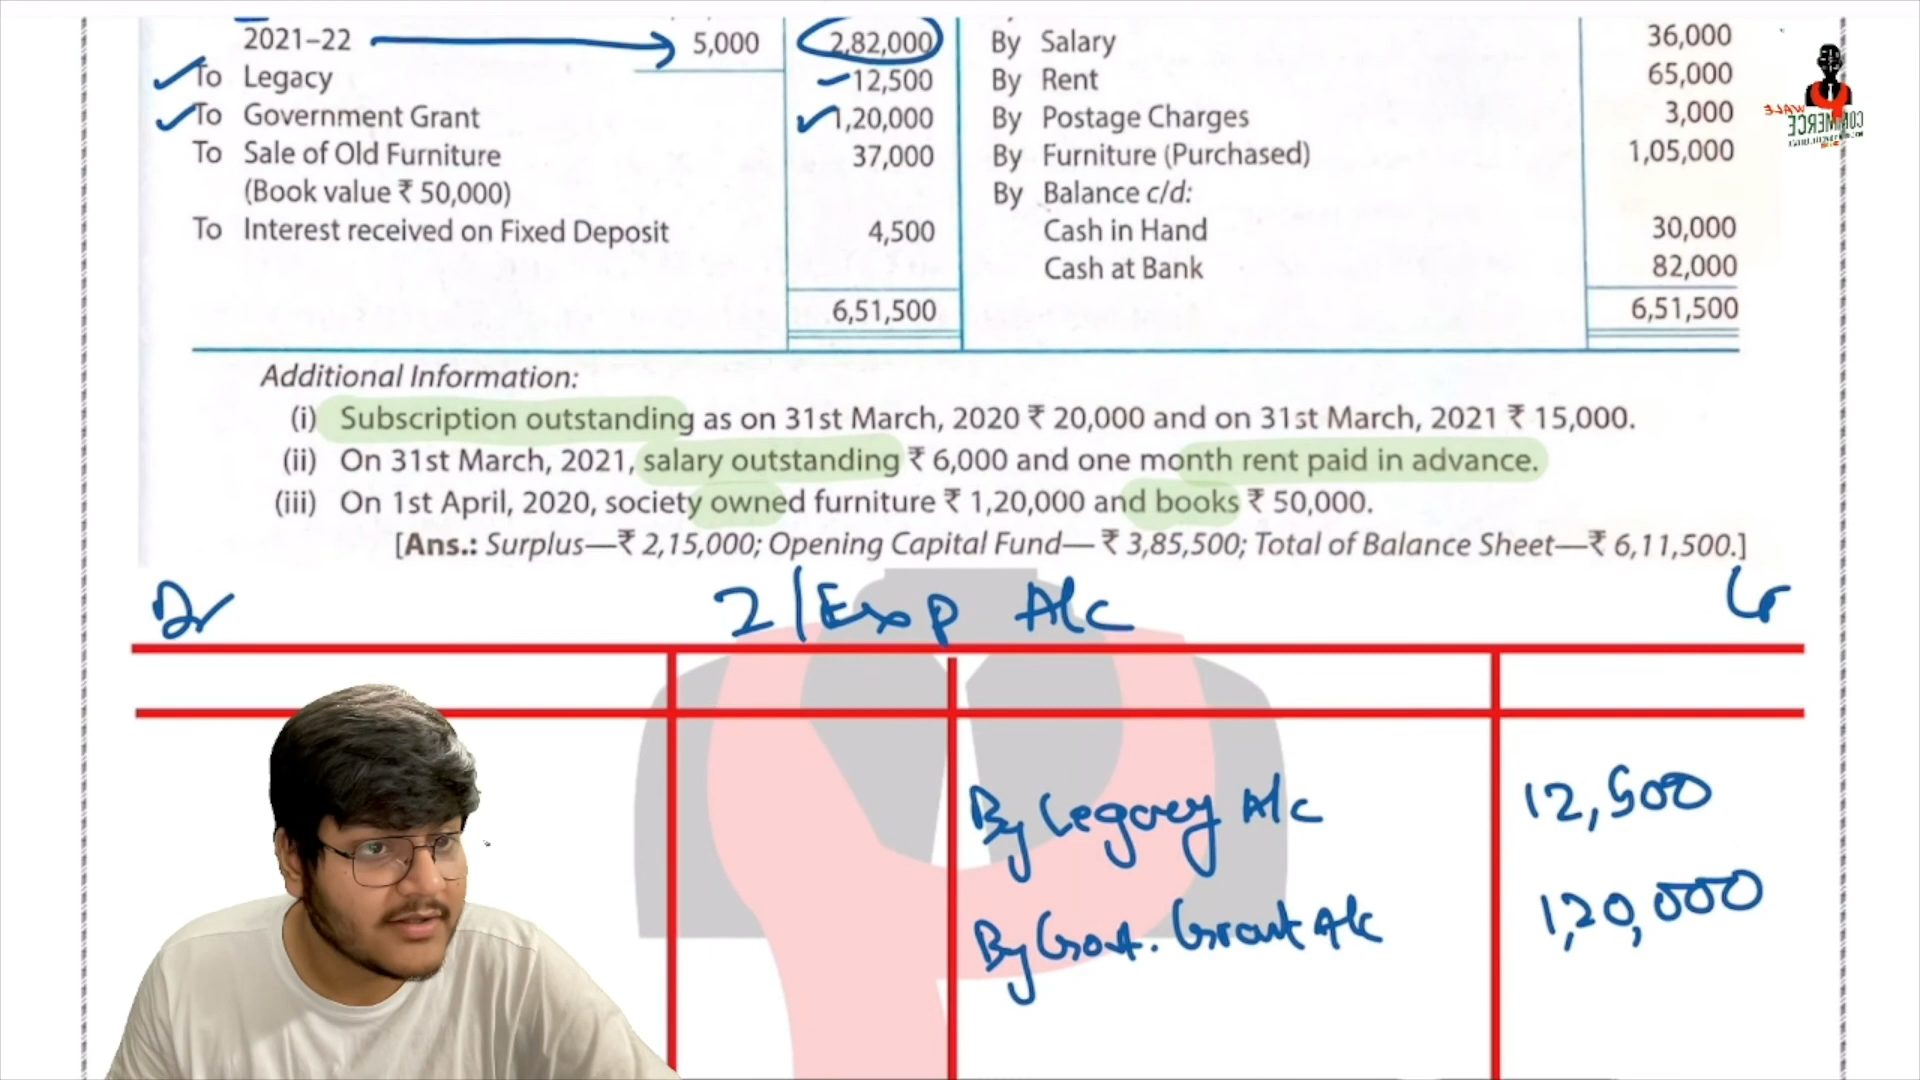 2021–22 5,000 2,82,000 By Salary 36,000
To Legacy 12,500 By Rent 65,000
To Government Grant 1,20,000 By Postage Charges 3,000
To Sale of Old Furniture 37,000 By Furniture (Purchased) 1,05,000
(Book value ₹ 50,000) By Balance c/d:
To Interest received on Fixed Deposit 4,500 Cash in Hand 30,000
Cash at Bank 82,000
6,51,500 6,51,500
COMMERCE
WALE
Additional Information:
(i) Subscription outstanding as on 31st March, 2020 ₹ 20,000 and on 31st March, 2021 ₹ 15,000.
(ii) On 31st March, 2021, salary outstanding ₹ 6,000 and one month rent paid in advance.
(iii) On 1st April, 2020, society owned furniture ₹ 1,20,000 and books ₹ 50,000.
[Ans.: Surplus—₹ 2,15,000; Opening Capital Fund—₹ 3,85,500; Total of Balance Sheet—₹ 6,11,500.]
Dr I/Exp A/c Cr
By Legacy A/c 12,500
By Govt. Grant A/c 1,20,000